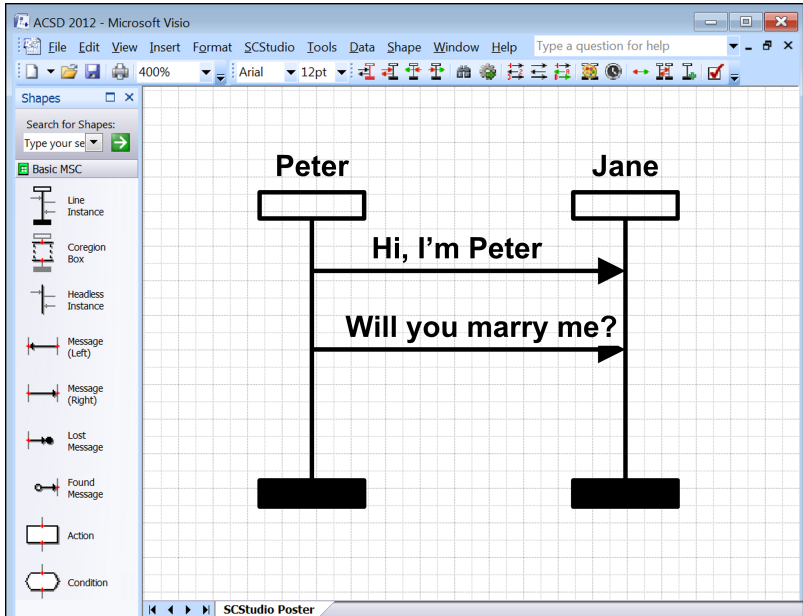 ACSD 2012 - Microsoft Visio
File Edit View Insert Format SCStudio Tools Data Shape Window Help Type a question for help
400% Arial 12pt
Shapes
Search for Shapes:
Type your se
Basic MSC
Line
Instance
Coregion
Box
Headless
Instance
Message
(Left)
Message
(Right)
Lost
Message
Found
Message
Action
Condition
Peter Jane
Hi, I’m Peter
Will you marry me?
SCStudio Poster